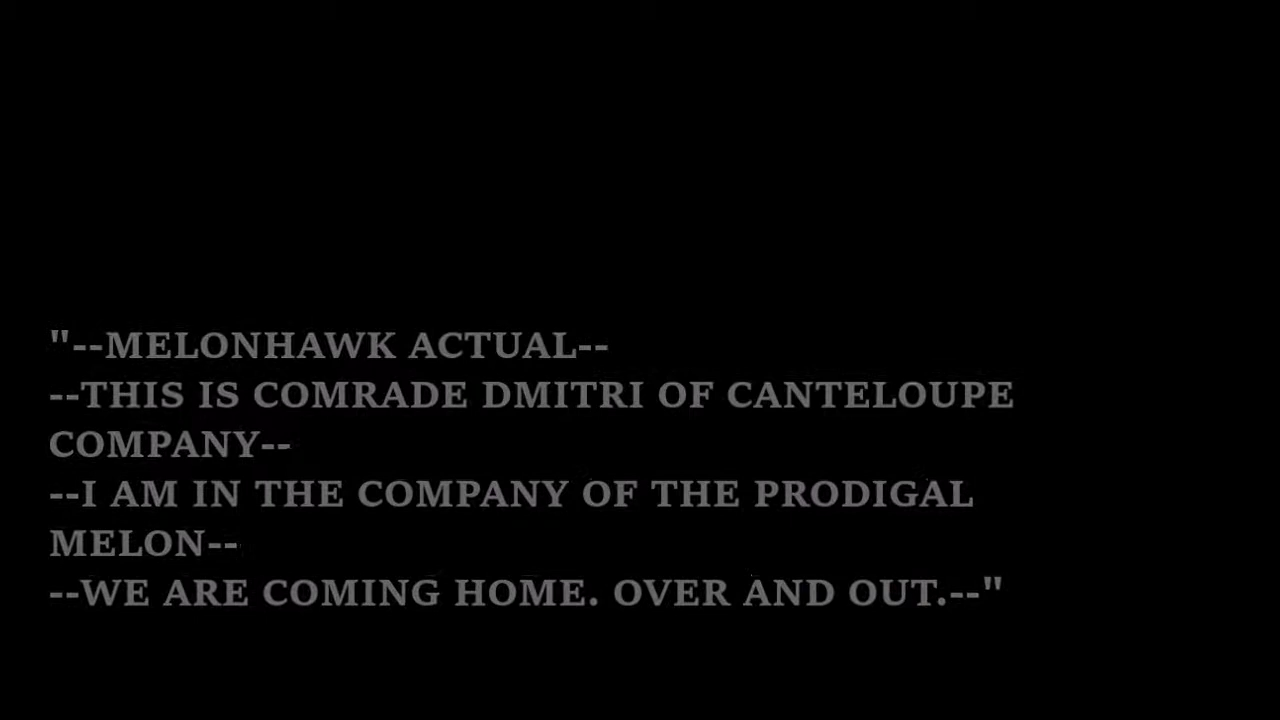 "--MELONHAWK ACTUAL--
--THIS IS COMRADE DMITRI OF CANTELOUPE
COMPANY--
--I AM IN THE COMPANY OF THE PRODIGAL
MELON--
--WE ARE COMING HOME. OVER AND OUT.--"